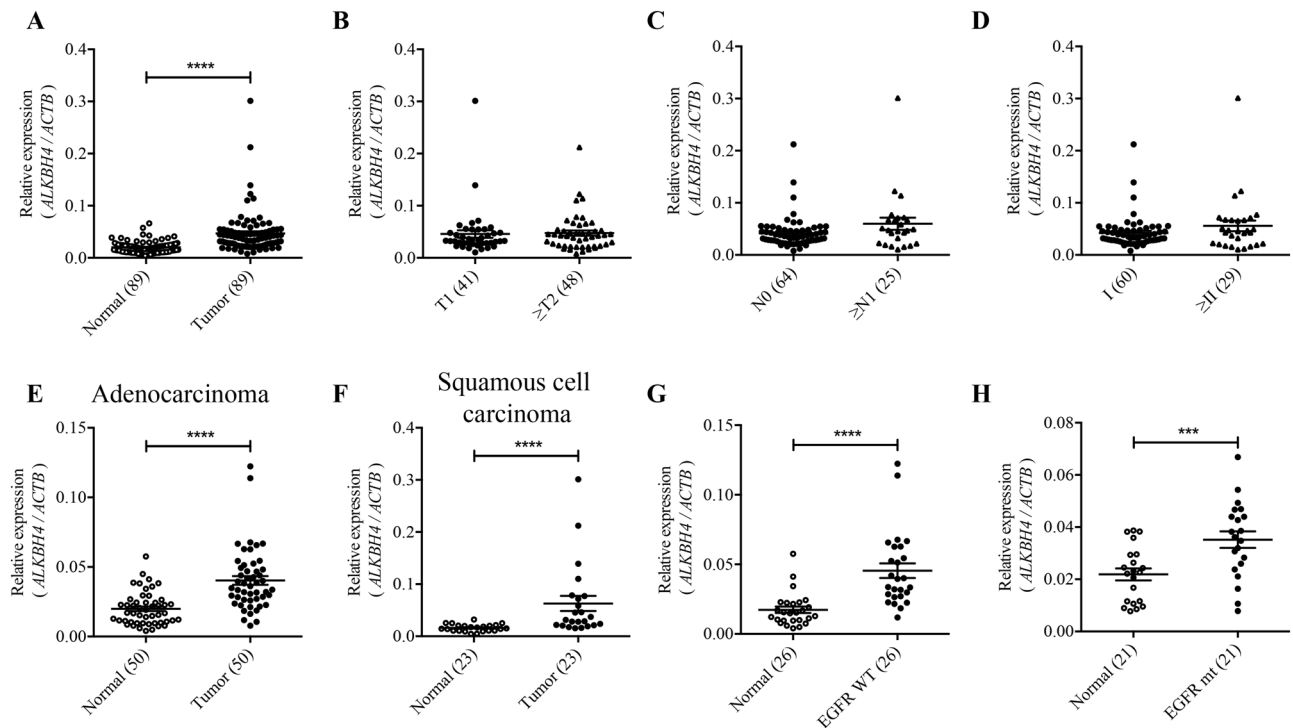 A
Relative expression
( ALKBH4 / ACTB )
0.4
0.3
0.2
0.1
0.0
****
Normal (89)
Tumor (89)
B
Relative expression
( ALKBH4 / ACTB )
0.4
0.3
0.2
0.1
0.0
T1 (41)
≥T2 (48)
C
Relative expression
( ALKBH4 / ACTB )
0.4
0.3
0.2
0.1
0.0
N0 (64)
≥N1 (25)
D
Relative expression
( ALKBH4 / ACTB )
0.4
0.3
0.2
0.1
0.0
I (60)
≥II (29)
E
Adenocarcinoma
Relative expression
( ALKBH4 / ACTB )
0.15
0.10
0.05
0.00
****
Normal (50)
Tumor (50)
F
Squamous cell
carcinoma
Relative expression
( ALKBH4 / ACTB )
0.4
0.3
0.2
0.1
0.0
****
Normal (23)
Tumor (23)
G
Relative expression
( ALKBH4 / ACTB )
0.15
0.10
0.05
0.00
****
Normal (26)
EGFR WT (26)
H
Relative expression
( ALKBH4 / ACTB )
0.08
0.06
0.04
0.02
0.00
***
Normal (21)
EGFR mt (21)